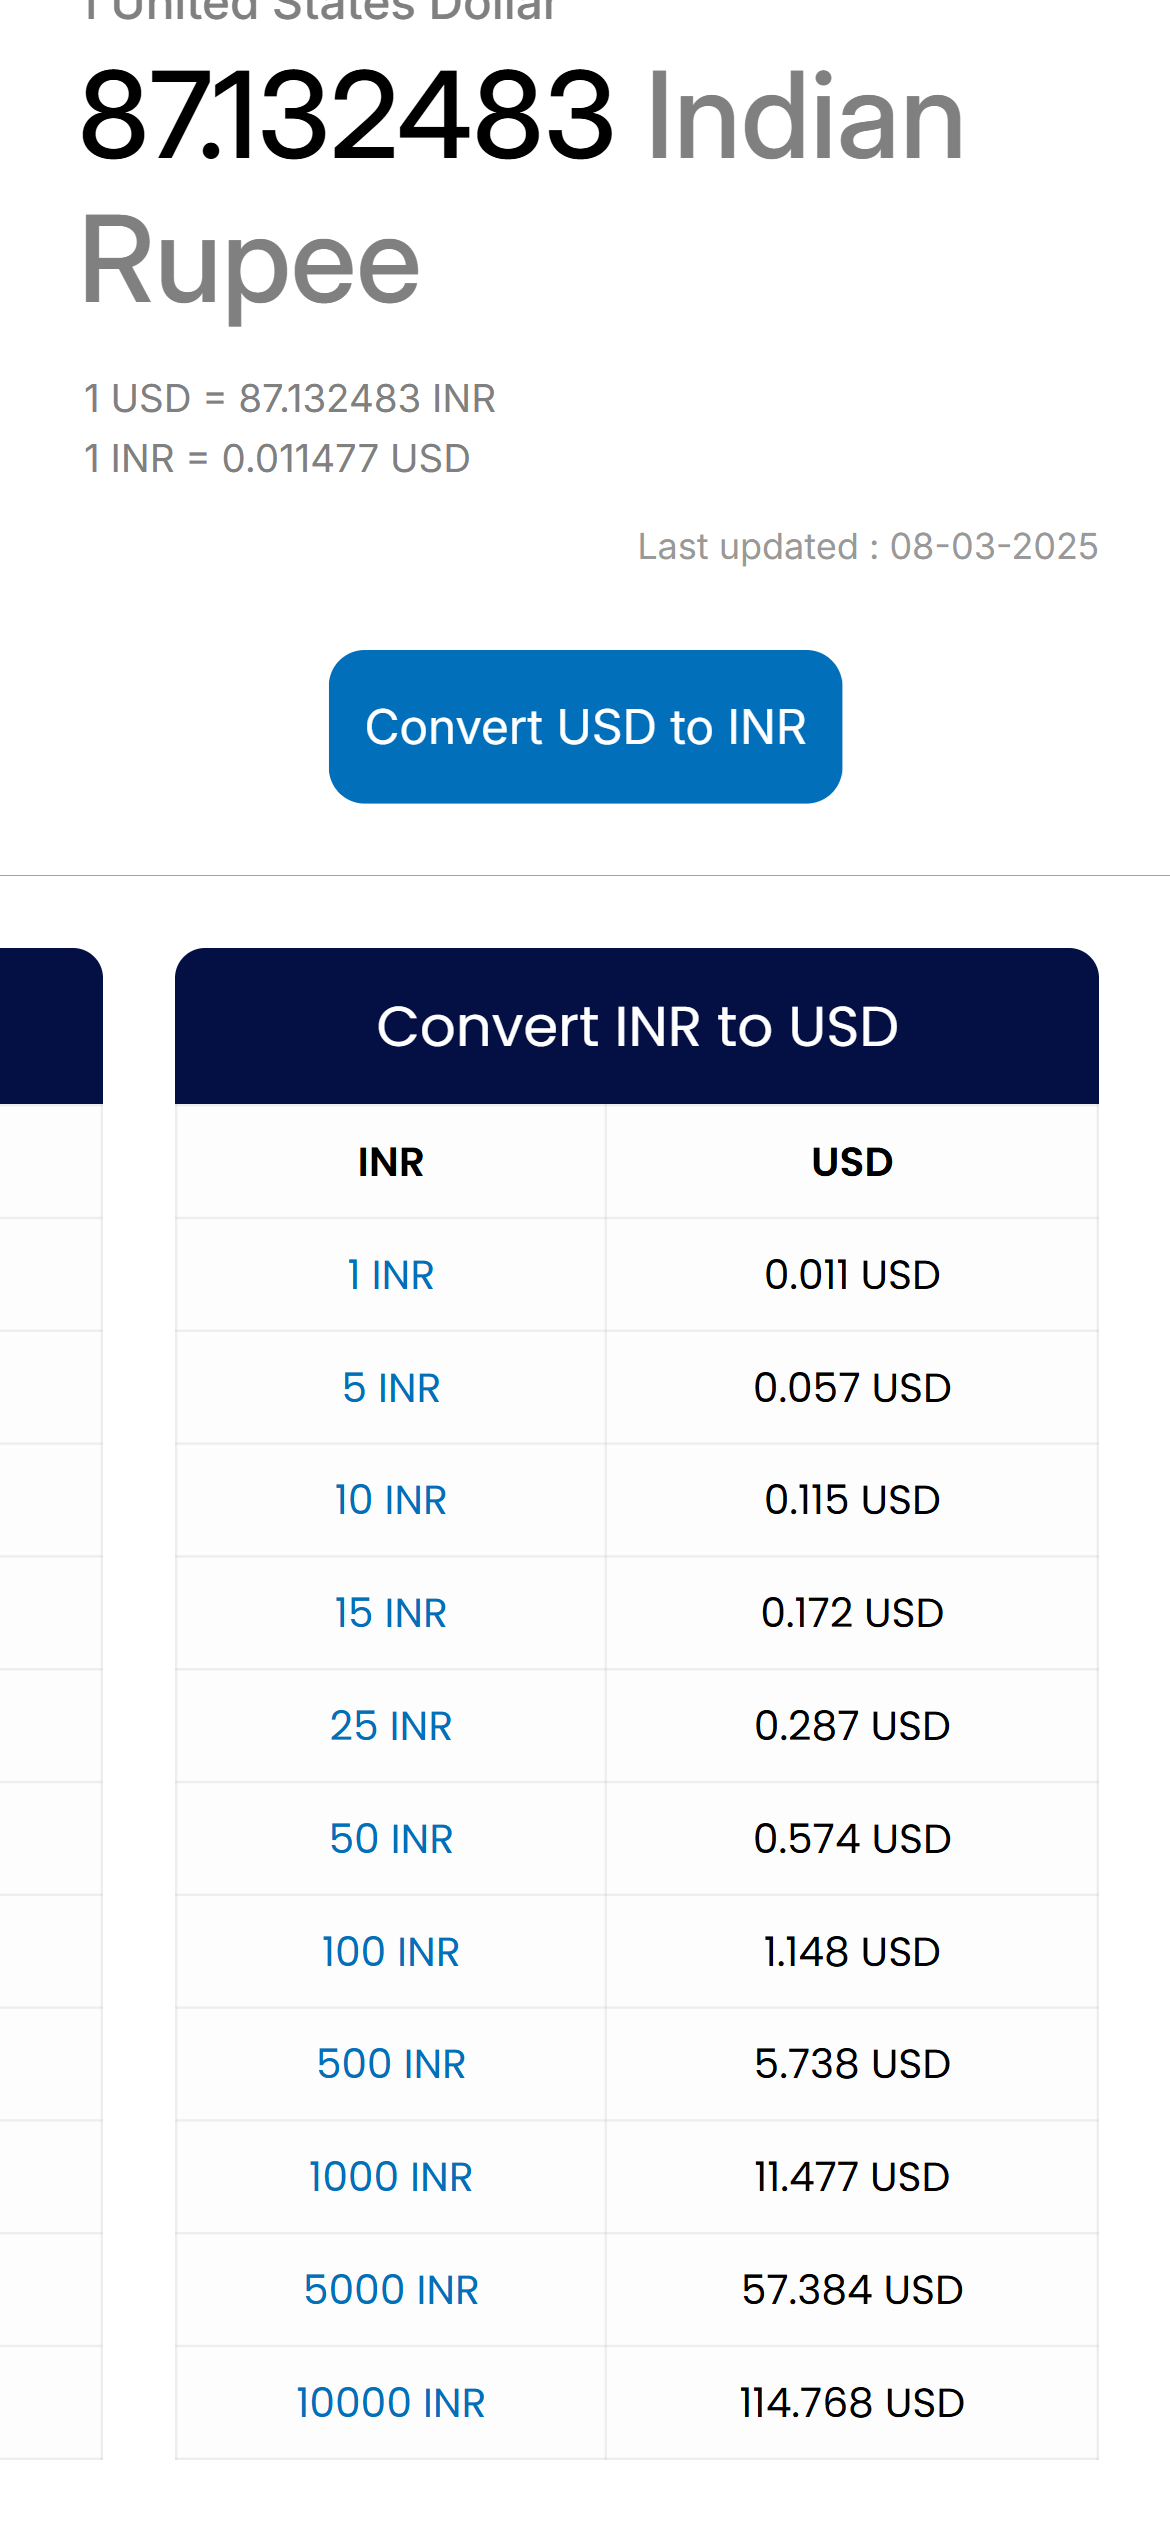 1 United States Dollar
87.132483 Indian
Rupee
1 USD = 87.132483 INR
1 INR = 0.011477 USD
Last updated : 08-03-2025
Convert USD to INR
Convert INR to USD
INR USD
1 INR 0.011 USD
5 INR 0.057 USD
10 INR 0.115 USD
15 INR 0.172 USD
25 INR 0.287 USD
50 INR 0.574 USD
100 INR 1.148 USD
500 INR 5.738 USD
1000 INR 11.477 USD
5000 INR 57.384 USD
10000 INR 114.768 USD